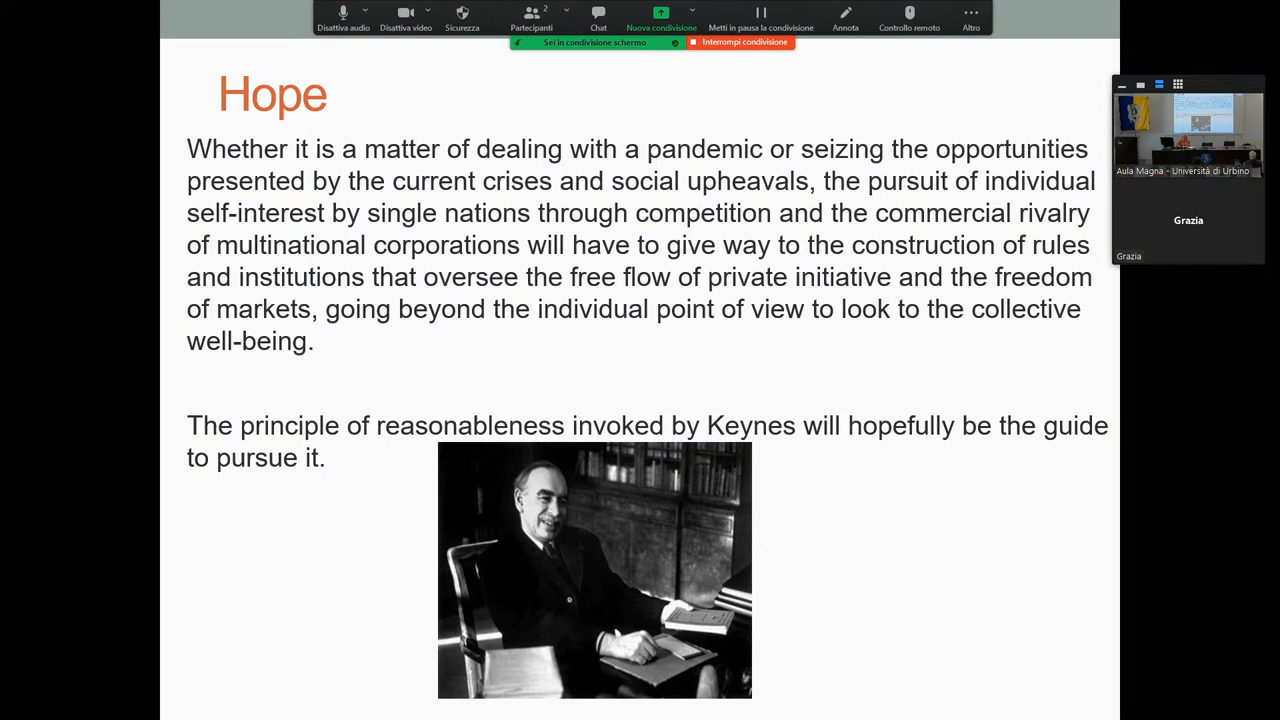 Disattiva audio
Disattiva video
Sicurezza
2
Partecipanti
Chat
Nuova condivisione
Metti in pausa la condivisione
Annota
Controllo remoto
Altro
Sei in condivisione schermo
Interrompi condivisione
Hope
Whether it is a matter of dealing with a pandemic or seizing the opportunities
presented by the current crises and social upheavals, the pursuit of individual
self-interest by single nations through competition and the commercial rivalry
of multinational corporations will have to give way to the construction of rules
and institutions that oversee the free flow of private initiative and the freedom
of markets, going beyond the individual point of view to look to the collective
well-being.
The principle of reasonableness invoked by Keynes will hopefully be the guide
to pursue it.
Aula Magna - Università di Urbino
Grazia
Grazia